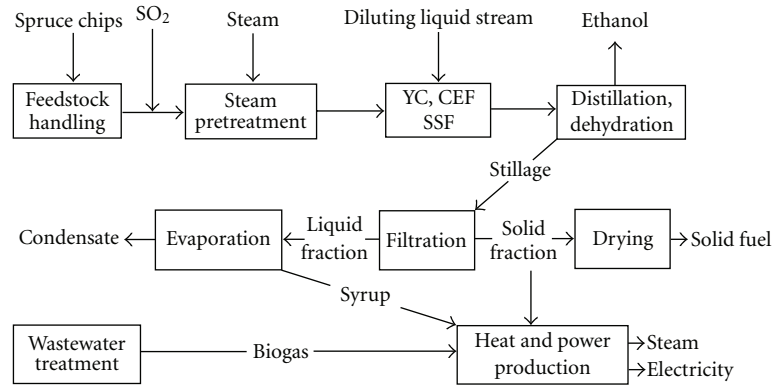 Spruce chips
SO2
Steam
Diluting liquid stream
Ethanol
Feedstock
handling
Steam
pretreatment
YC, CEF
SSF
Distillation,
dehydration
Stillage
Condensate
Evaporation
Liquid
fraction
Filtration
Solid
fraction
Drying
Solid fuel
Syrup
Wastewater
treatment
Biogas
Heat and power
production
Steam
Electricity